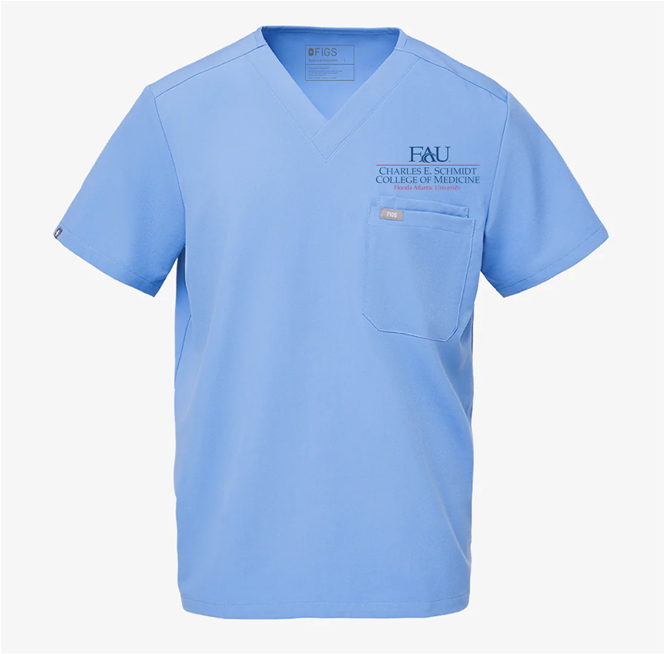 FIGS
FAU
CHARLES E. SCHMIDT
COLLEGE OF MEDICINE
Florida Atlantic University
FIGS